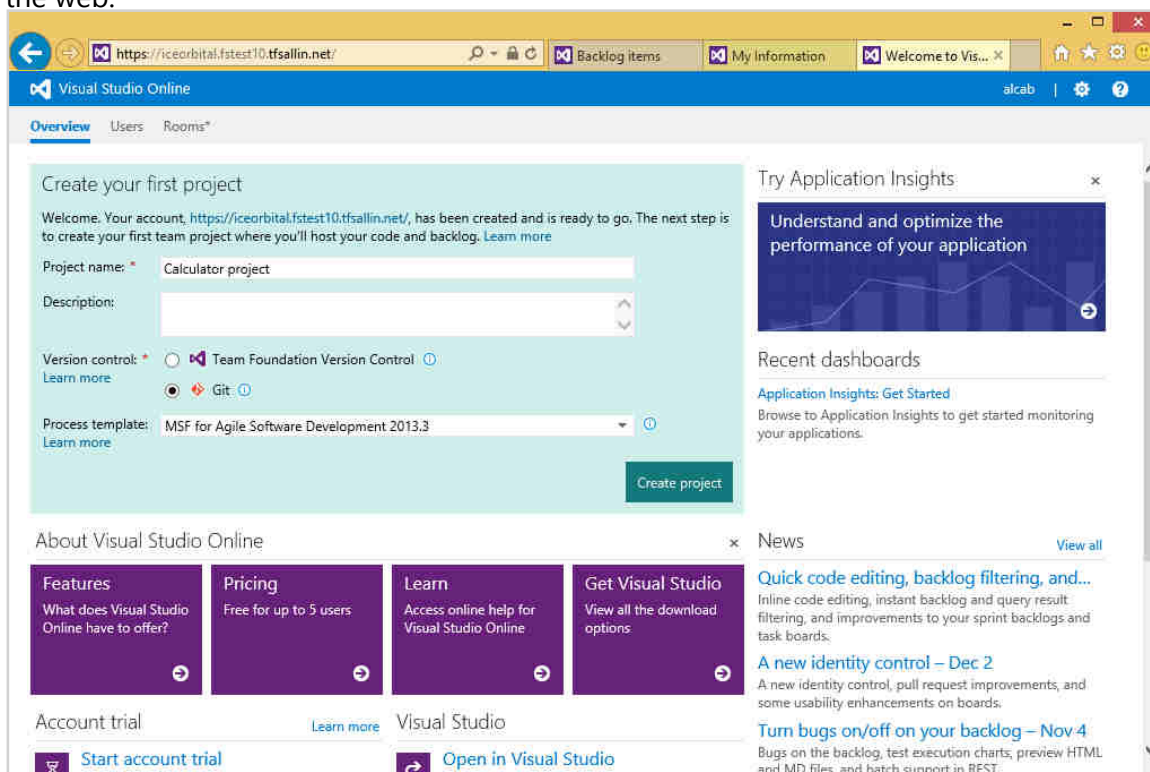 the web.
https://iceorbital.fstest10.tfsallin.net/
Backlog items
My Information
Welcome to Vis...
Visual Studio Online
alcab
Overview Users Rooms*
Create your first project
Welcome. Your account, https://iceorbital.fstest10.tfsallin.net/, has been created and is ready to go. The next step is
to create your first team project where you'll host your code and backlog. Learn more
Project name: * Calculator project
Description:
Version control: * Team Foundation Version Control
Learn more
Git
Process template: MSF for Agile Software Development 2013.3
Learn more
Create project
Try Application Insights
Understand and optimize the
performance of your application
Recent dashboards
Application Insights: Get Started
Browse to Application Insights to get started monitoring
your applications.
About Visual Studio Online
Features
What does Visual Studio
Online have to offer?
Pricing
Free for up to 5 users
Learn
Access online help for
Visual Studio Online
Get Visual Studio
View all the download
options
News
View all
Quick code editing, backlog filtering, and...
Inline code editing, instant backlog and query result
filtering, and improvements to your sprint backlogs and
task boards.
A new identity control – Dec 2
A new identity control, pull request improvements, and
some usability enhancements on boards.
Turn bugs on/off on your backlog – Nov 4
Bugs on the backlog, test execution charts, preview HTML
and MD files, and batch support in REST.
Account trial
Learn more
Start account trial
Visual Studio
Open in Visual Studio